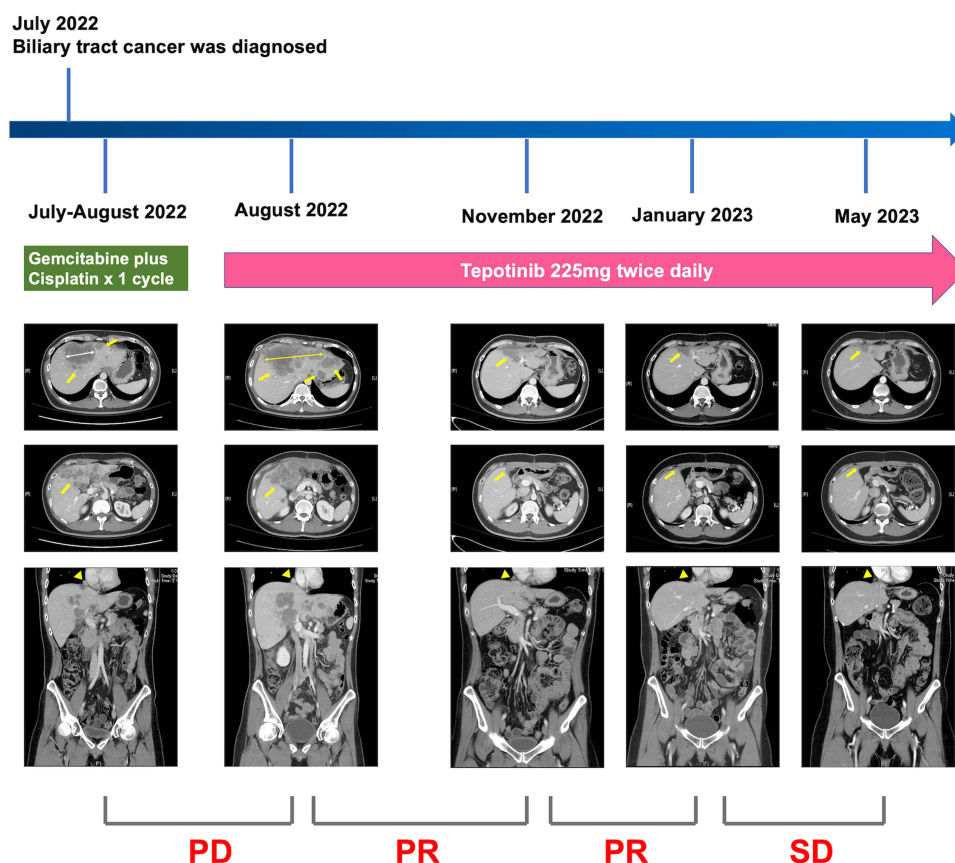 July 2022
Biliary tract cancer was diagnosed
July-August 2022
August 2022
November 2022
January 2023
May 2023
Gemcitabine plus
Cisplatin x 1 cycle
Tepotinib 225mg twice daily
[R]
[L]
[R]
[L]
[R]
[L]
[R]
[L]
[R]
[L]
[R]
[L]
[R]
[L]
[R]
[L]
[R]
[L]
[R]
[L]
PD
PR
PR
SD